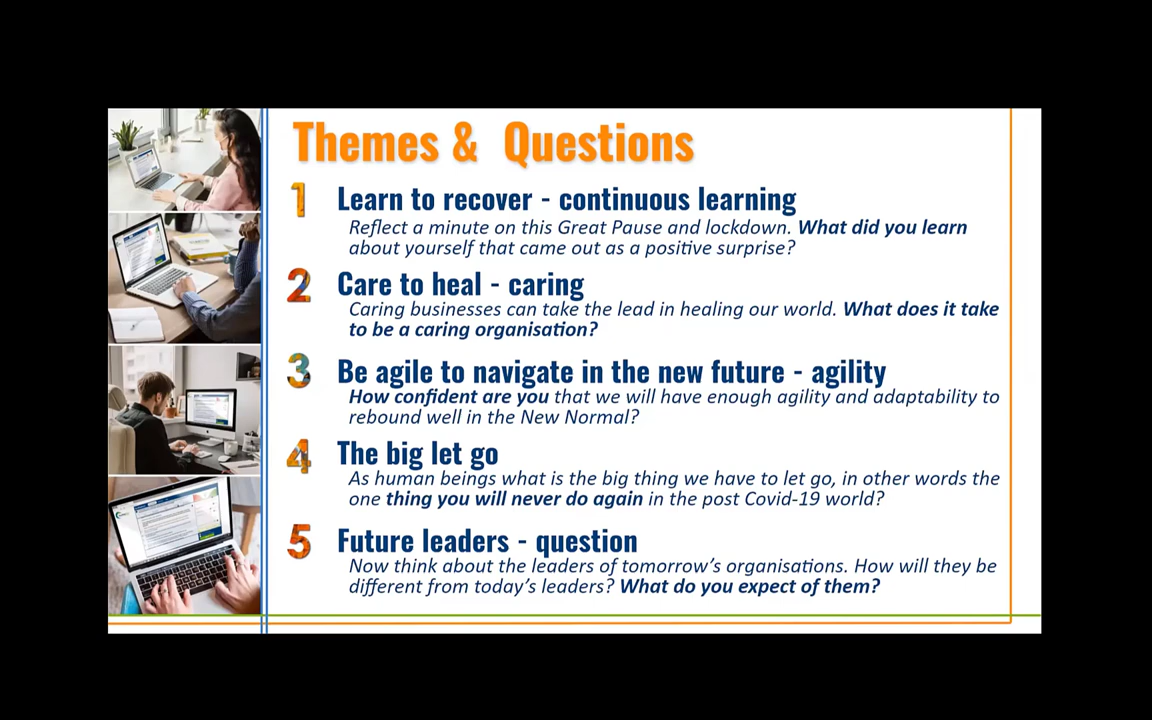 Themes & Questions
1 Learn to recover - continuous learning
Reflect a minute on this Great Pause and lockdown. What did you learn
about yourself that came out as a positive surprise?
2 Care to heal - caring
Caring businesses can take the lead in healing our world. What does it take
to be a caring organisation?
3 Be agile to navigate in the new future - agility
How confident are you that we will have enough agility and adaptability to
rebound well in the New Normal?
4 The big let go
As human beings what is the big thing we have to let go, in other words the
one thing you will never do again in the post Covid-19 world?
5 Future leaders - question
Now think about the leaders of tomorrow’s organisations. How will they be
different from today’s leaders? What do you expect of them?